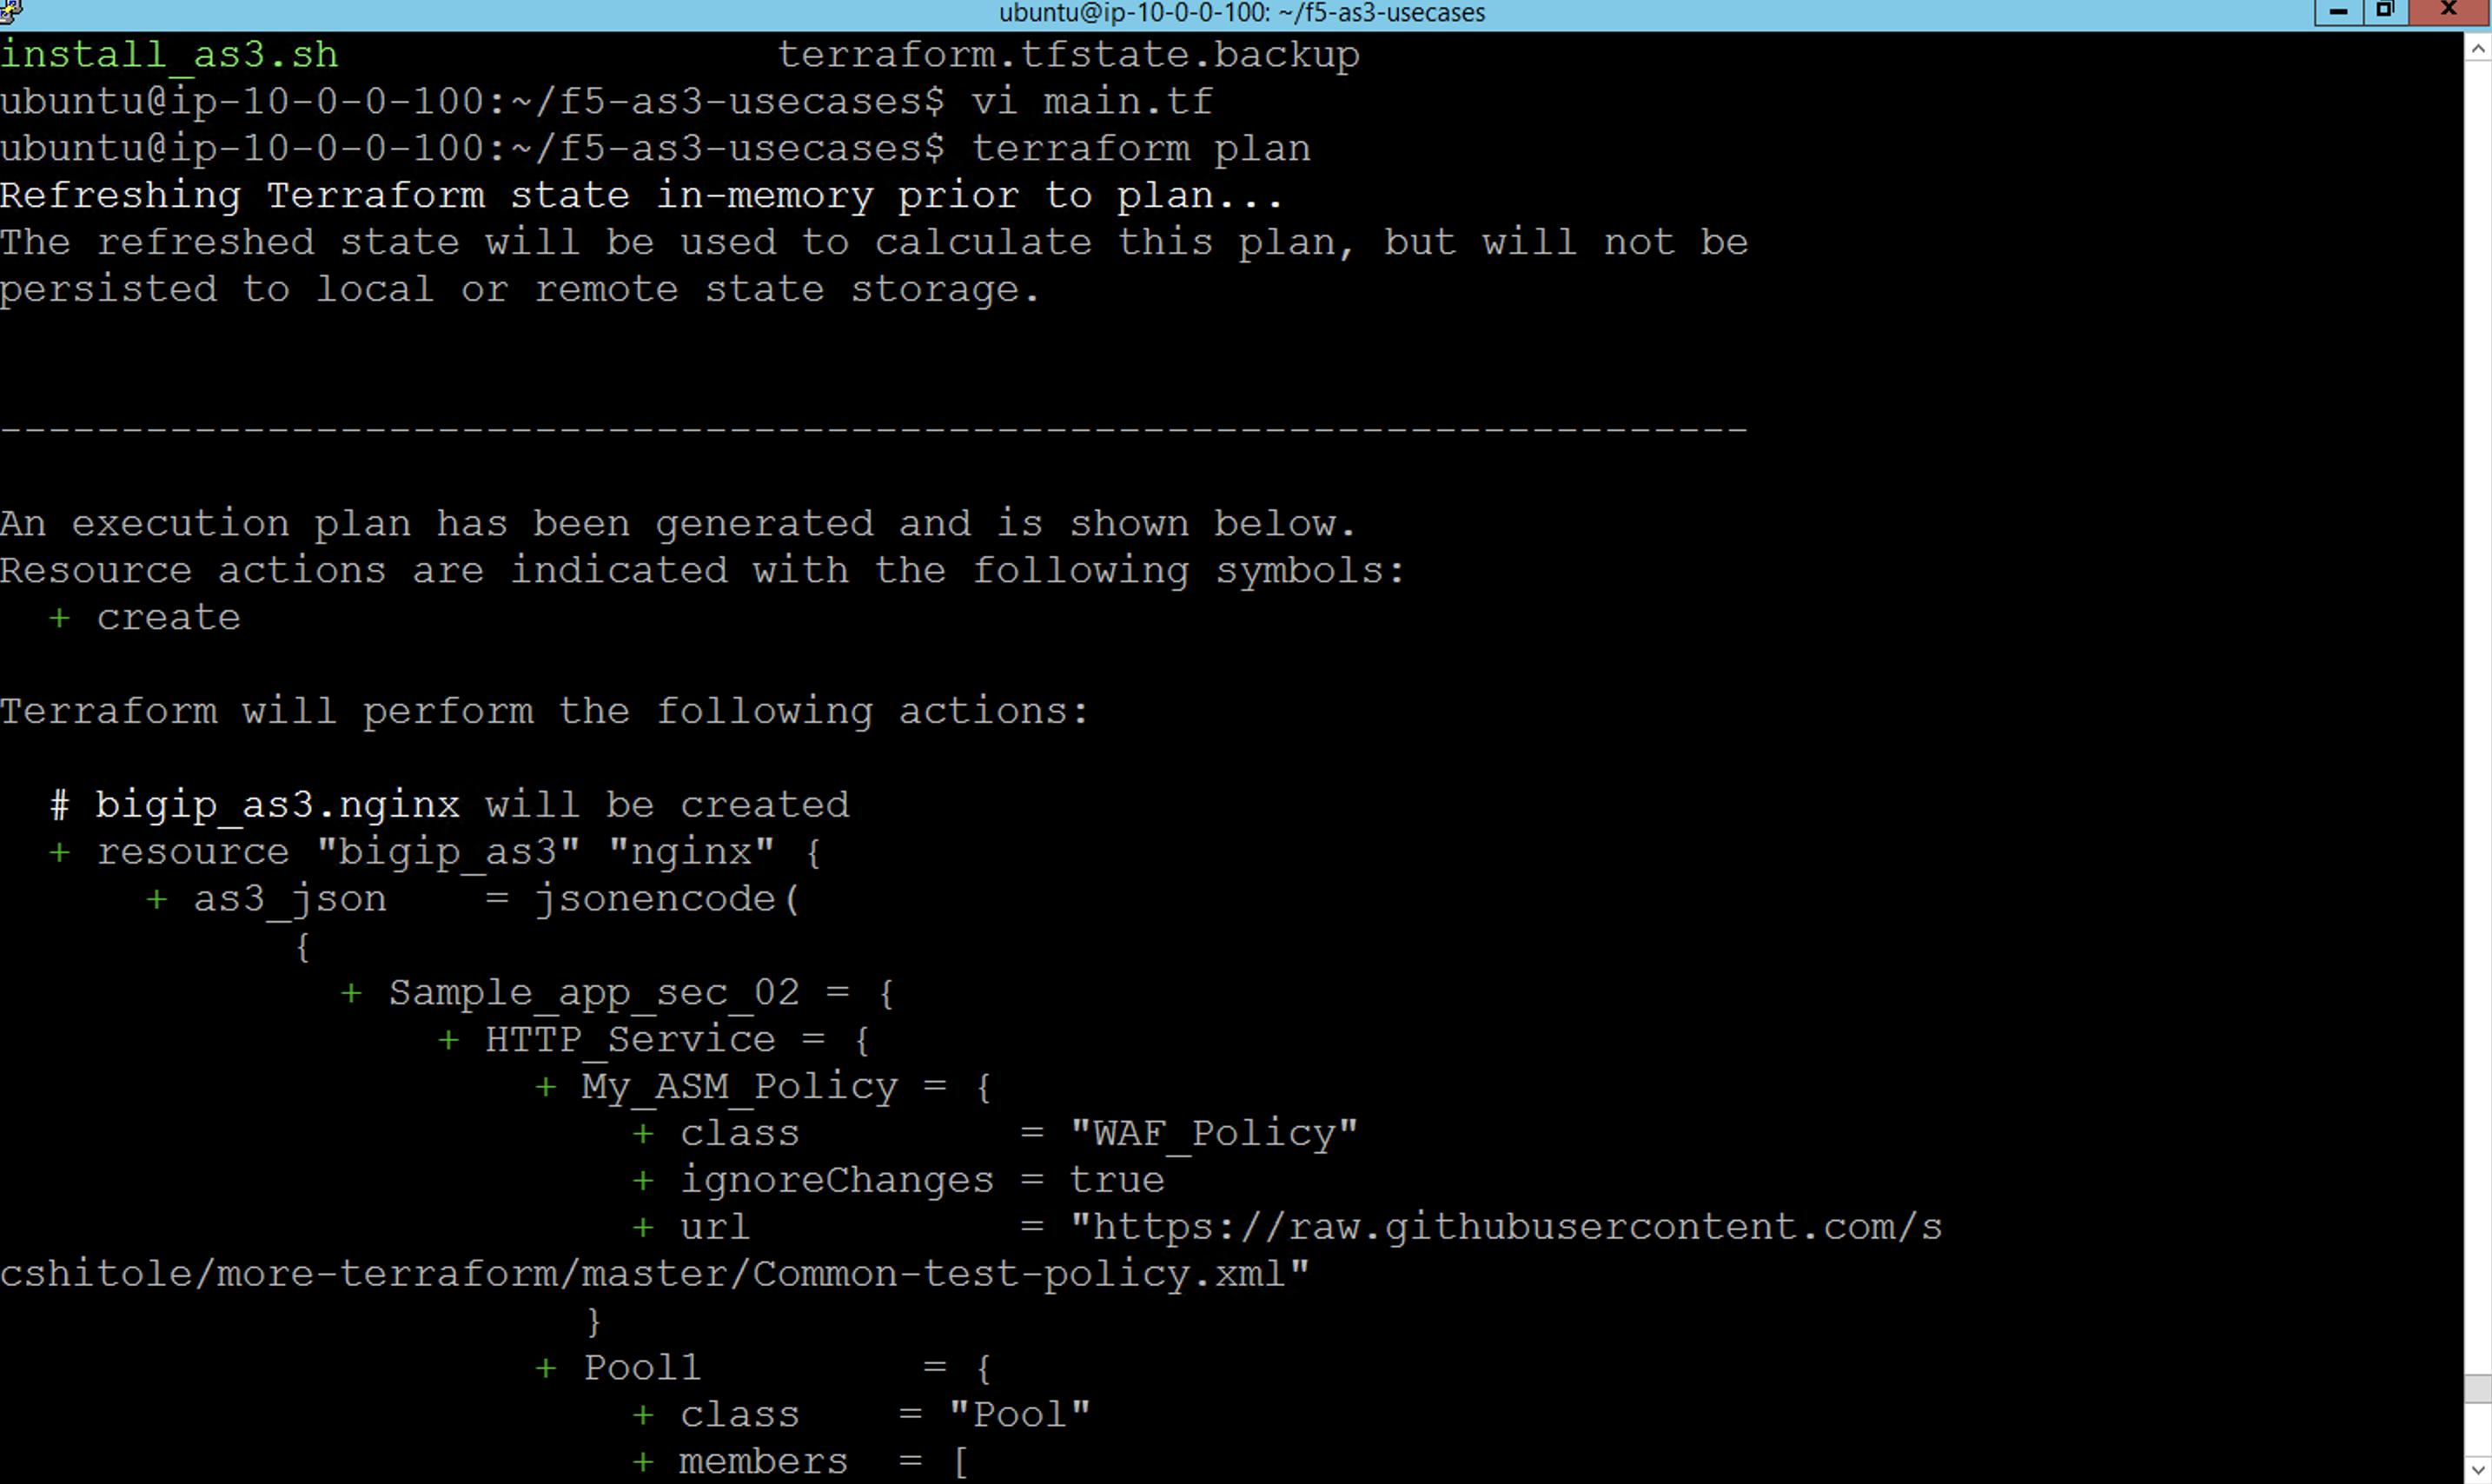 ubuntu@ip-10-0-0-100: ~/f5-as3-usecases
install_as3.sh                  terraform.tfstate.backup
ubuntu@ip-10-0-0-100:~/f5-as3-usecases$ vi main.tf
ubuntu@ip-10-0-0-100:~/f5-as3-usecases$ terraform plan
Refreshing Terraform state in-memory prior to plan...
The refreshed state will be used to calculate this plan, but will not be
persisted to local or remote state storage.
------------------------------------------------------------------------
An execution plan has been generated and is shown below.
Resource actions are indicated with the following symbols:
  + create
Terraform will perform the following actions:
  # bigip_as3.nginx will be created
  + resource "bigip_as3" "nginx" {
      + as3_json    = jsonencode(
            {
              + Sample_app_sec_02 = {
                  + HTTP_Service = {
                      + My_ASM_Policy = {
                          + class         = "WAF_Policy"
                          + ignoreChanges = true
                          + url           = "https://raw.githubusercontent.com/s
cshitole/more-terraform/master/Common-test-policy.xml"
                        }
                      + Pool1         = {
                          + class    = "Pool"
                          + members  = [